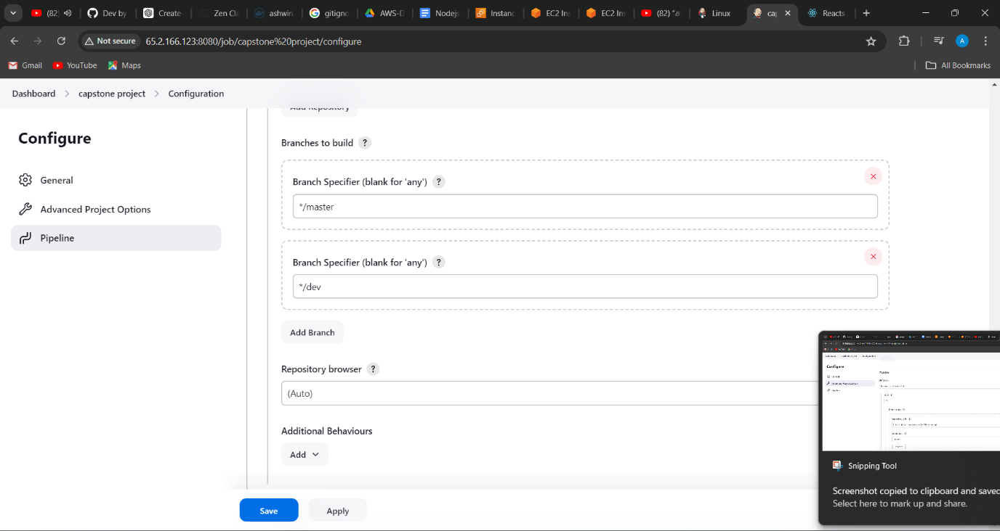 (82)
Dev by
Create
Zen Cla
ashwin
gitigno
AWS-D
Nodejs
Instanc
EC2 Ins
EC2 Ins
(82)
Linux
cap
Reacts
Not secure
65.2.166.123:8080/job/capstone%20project/configure
A
Gmail
YouTube
Maps
All Bookmarks
Dashboard > capstone project > Configuration
Add Repository
Configure
General
Advanced Project Options
Pipeline
Branches to build ?
Branch Specifier (blank for 'any') ?
*/master
Branch Specifier (blank for 'any') ?
*/dev
Add Branch
Repository browser ?
(Auto)
Additional Behaviours
Add
Save
Apply
Configure
Snipping Tool
Screenshot copied to clipboard and saved
Select here to mark up and share.